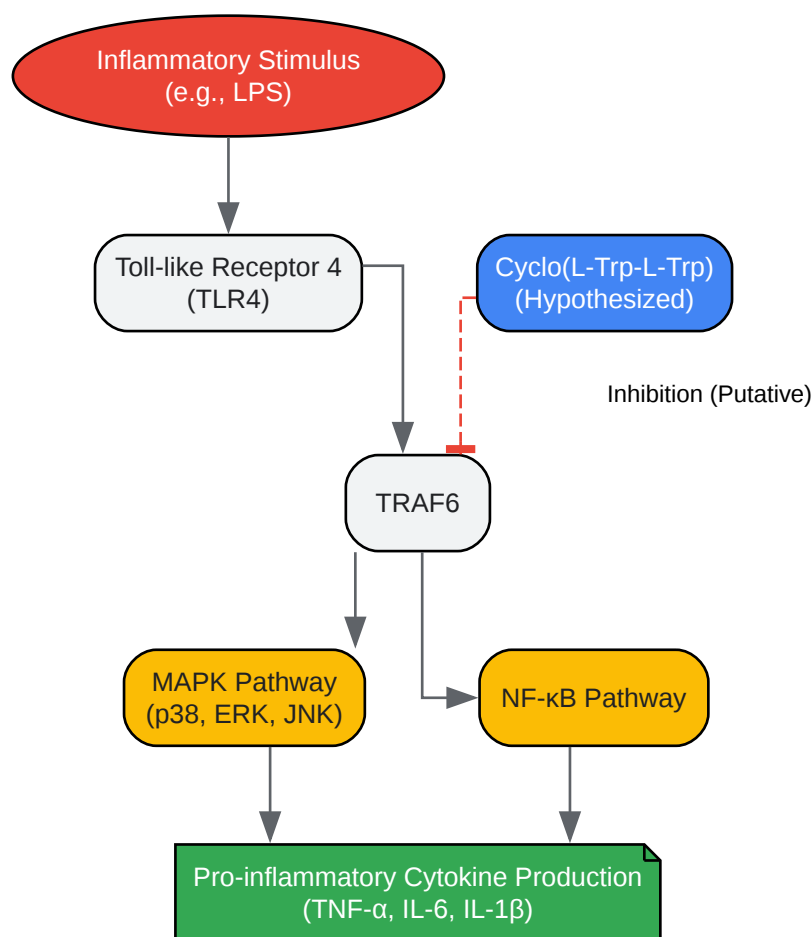 Inflammatory Stimulus
(e.g., LPS)
Toll-like Receptor 4
(TLR4)
Cyclo(L-Trp-L-Trp)
(Hypothesized)
Inhibition (Putative)
TRAF6
MAPK Pathway
(p38, ERK, JNK)
NF-κB Pathway
Pro-inflammatory Cytokine Production
(TNF-α, IL-6, IL-1β)